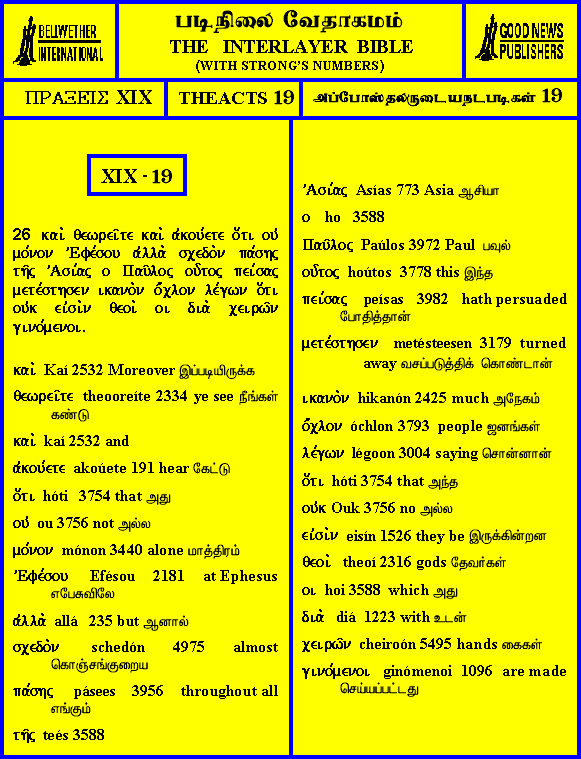 BELLWETHER
INTERNATIONAL
படிநிலை வேதாகமம்
THE INTERLAYER BIBLE
(WITH STRONG'S NUMBERS)
GOOD NEWS
PUBLISHERS
ΠΡΑΞΕΙΣ XIX
THEACTS 19
அப்போஸ்தலருடையநடபடிகள் 19
XIX - 19
26 καὶ θεωρεῖτε καὶ ἀκούετε ὅτι οὐ
μόνον Ἐφέσου ἀλλὰ σχεδὸν πάσης
τῆς Ἀσίας ο Παῦλος οὗτος πείσας
μετέστησεν ικανὸν ὄχλον λέγων ὅτι
οὐκ εἰσὶν θεοὶ οι διὰ χειρῶν
γινόμενοι.
καὶ Kaí 2532 Moreover இப்படியிருக்க
θεωρεῖτε theooreíte 2334 ye see நீங்கள்
கண்டு
καὶ kaí 2532 and
ἀκούετε akoúete 191 hear கேட்டு
ὅτι hóti 3754 that அது
οὐ ou 3756 not அல்ல
μόνον mónon 3440 alone மாத்திரம்
Ἐφέσου Efésou 2181 at Ephesus
எபேசுவிலே
ἀλλὰ allá 235 but ஆனால்
σχεδὸν schedón 4975 almost
கொஞ்சங்குறைய
πάσης pásees 3956 throughout all
எங்கும்
τῆς teés 3588
Ἀσίας Asías 773 Asia ஆசியா
ο ho 3588
Παῦλος Paúlos 3972 Paul பவுல்
οὗτος hoútos 3778 this இந்த
πείσας peísas 3982 hath persuaded
போதித்தான்
μετέστησεν metésteesen 3179 turned
away வசப்படுத்திக் கொண்டான்
ικανὸν hikanón 2425 much அநேகம்
ὄχλον óchlon 3793 people ஜனங்கள்
λέγων légoon 3004 saying சொன்னான்
ὅτι hóti 3754 that அந்த
οὐκ Ouk 3756 no அல்ல
εἰσὶν eisín 1526 they be இருக்கின்றன
θεοὶ theoí 2316 gods தேவர்கள்
οι hoi 3588 which அது
διὰ diá 1223 with உடன்
χειρῶν cheiroón 5495 hands கைகள்
γινόμενοι ginómenoi 1096 are made
செய்யப்பட்டது